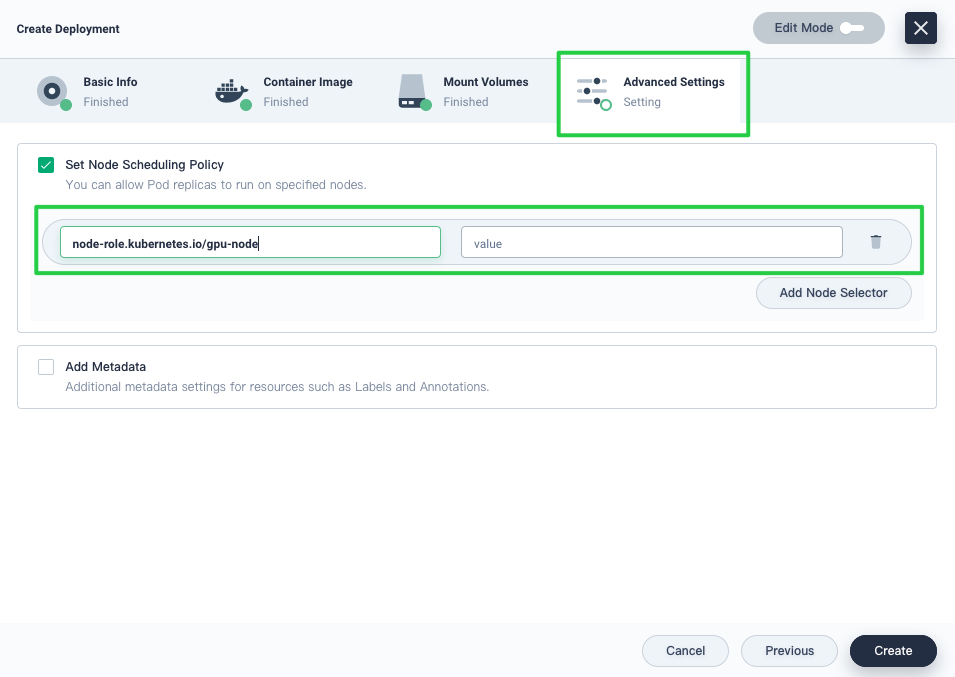 Create Deployment
Edit Mode
Basic Info
Finished
Container Image
Finished
Mount Volumes
Finished
Advanced Settings
Setting
Set Node Scheduling Policy
You can allow Pod replicas to run on specified nodes.
node-role.kubernetes.io/gpu-node
value
Add Node Selector
Add Metadata
Additional metadata settings for resources such as Labels and Annotations.
Cancel
Previous
Create